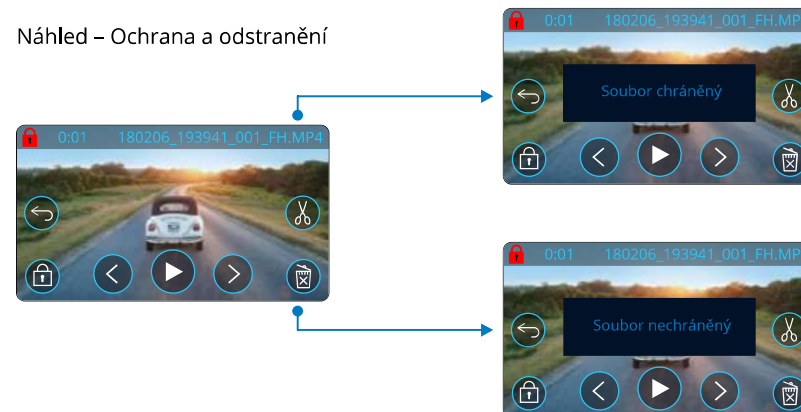 Náhled – Ochrana a odstranění
0:01 180206_193941_001_FH.MP4
0:01 180206_193941_001_FH.MP
Soubor chráněný
0:01 180206_193941_001_FH.MP
Soubor nechráněný